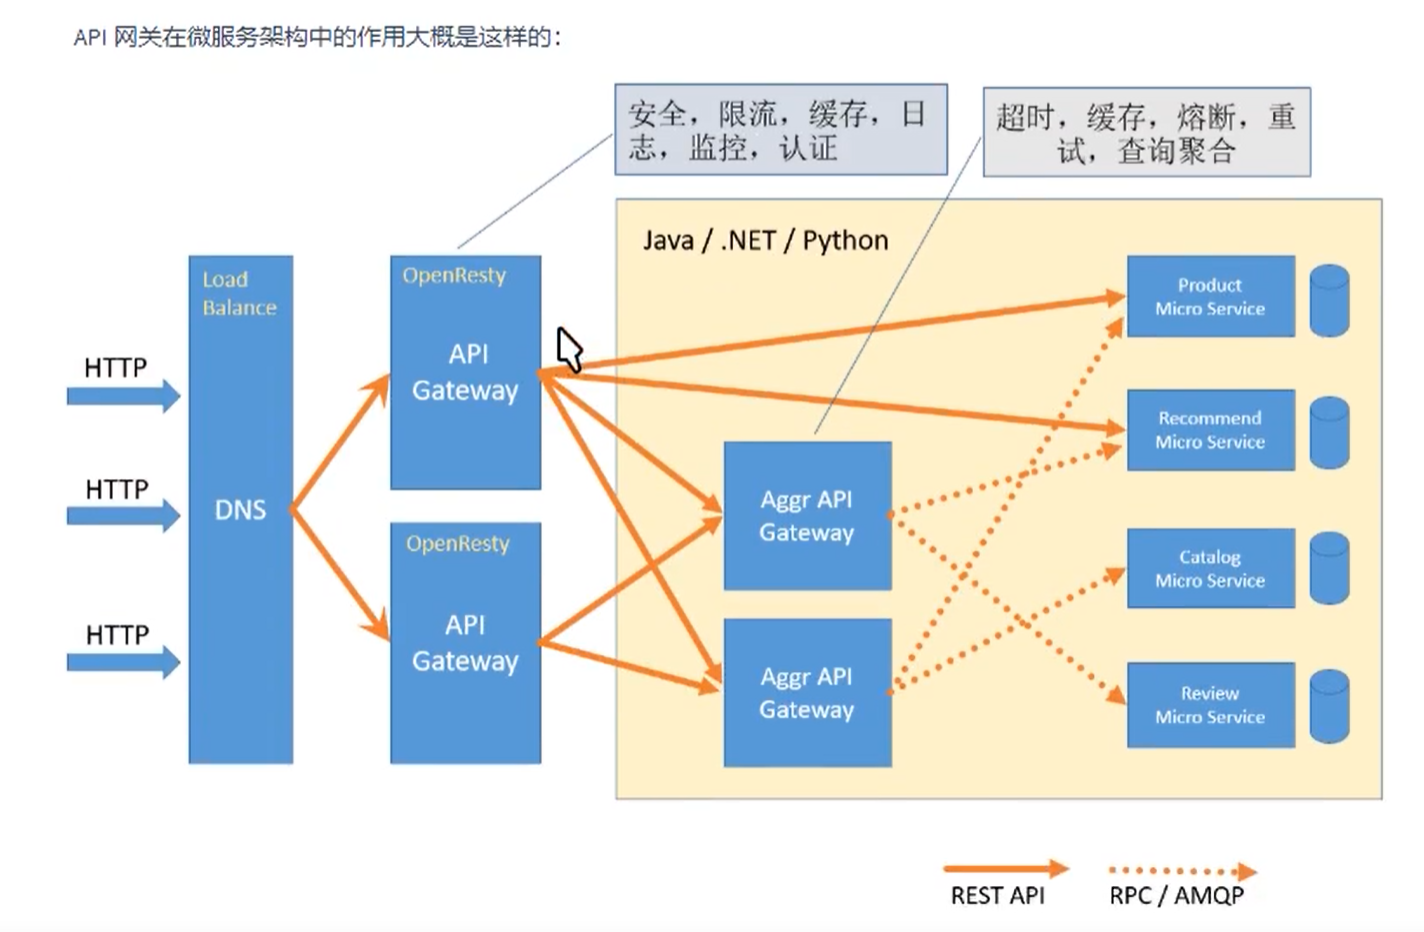 API 网关在微服务架构中的作用大概是这样的：
安全，限流，缓存，日
志，监控，认证
超时，缓存，熔断，重
试，查询聚合
Java / .NET / Python
Load
Balance
DNS
HTTP
HTTP
HTTP
OpenResty
API
Gateway
OpenResty
API
Gateway
Aggr API
Gateway
Aggr API
Gateway
Product
Micro Service
Recommend
Micro Service
Catalog
Micro Service
Review
Micro Service
REST API
RPC / AMQP